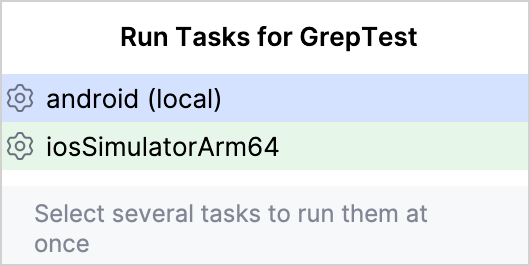 Run Tasks for GrepTest
android (local)
iosSimulatorArm64
Select several tasks to run them at
once